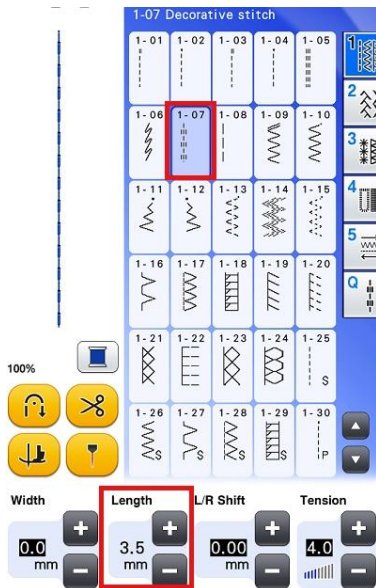 1-07 Decorative stitch
1-01 1-02 1-03 1-04 1-05
1-06 1-07 1-08 1-09 1-10
1-11 1-12 1-13 1-14 1-15
1-16 1-17 1-18 1-19 1-20
1-21 1-22 1-23 1-24 1-25
S
1-26 1-27 1-28 1-29 1-30
S S S S P
1
2
3
4
5
Q
100%
Width Length L/R Shift Tension
0.0 mm 3.5 mm 0.00 mm 4.0